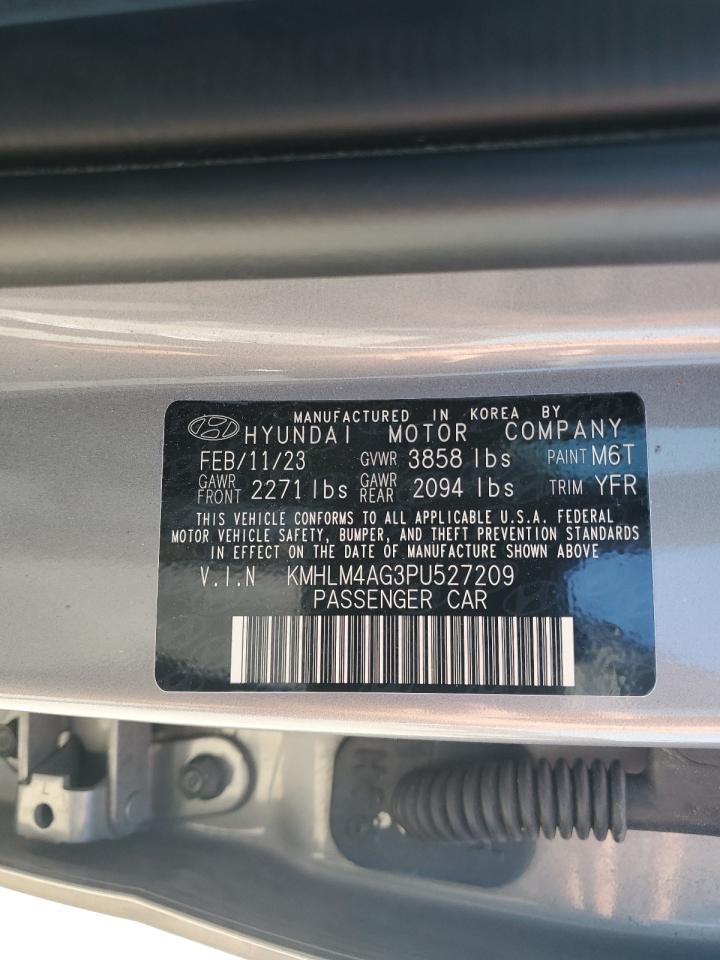 MANUFACTURED IN KOREA BY
HYUNDAI MOTOR COMPANY
FEB/11/23 GVWR 3858 lbs PAINT M6T
GAWR FRONT 2271 lbs GAWR REAR 2094 lbs TRIM YFR
THIS VEHICLE CONFORMS TO ALL APPLICABLE U.S.A. FEDERAL
MOTOR VEHICLE SAFETY, BUMPER, AND THEFT PREVENTION STANDARDS
IN EFFECT ON THE DATE OF MANUFACTURE SHOWN ABOVE
V.I.N KMHLM4AG3PU527209
PASSENGER CAR
L